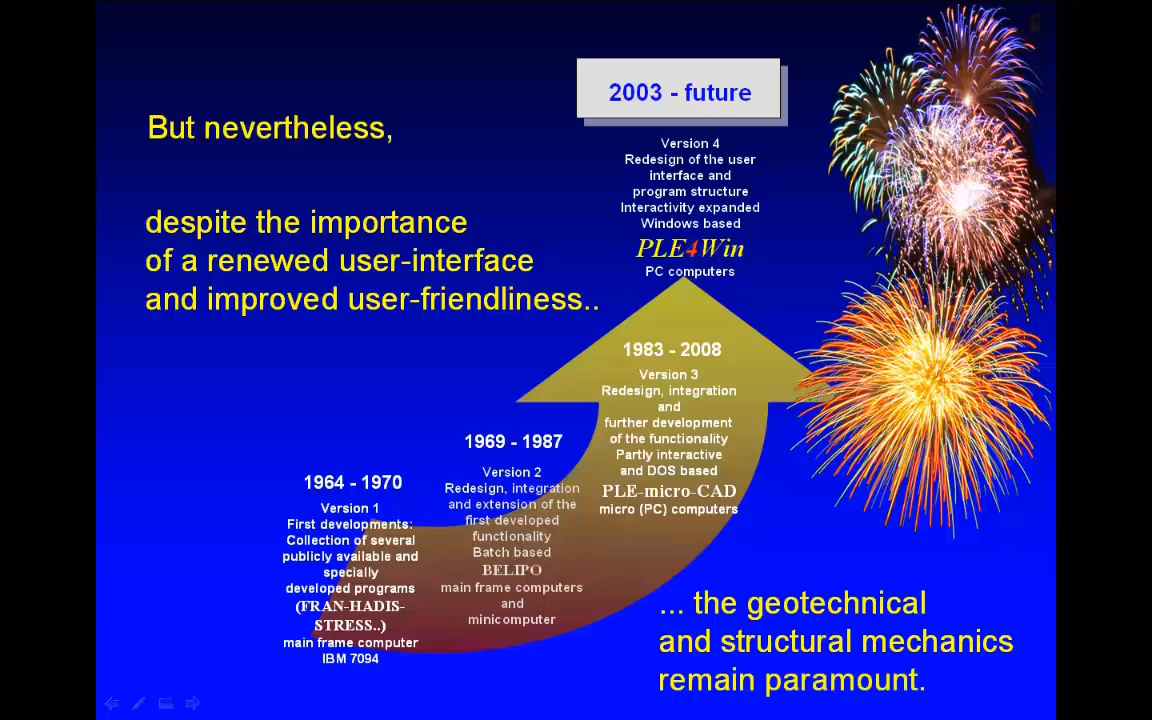 2003 - future
But nevertheless,
Version 4
Redesign of the user
interface and
program structure
Interactivity expanded
Windows based
PLE4Win
PC computers
despite the importance
of a renewed user-interface
and improved user-friendliness..
1983 - 2008
Version 3
Redesign, integration
and
further development
of the functionality
Partly interactive
and DOS based
PLE-micro-CAD
micro (PC) computers
1969 - 1987
Version 2
Redesign, integration
and extension of the
first developed
functionality
Batch based
BELIPO
main frame computers
and
minicomputer
1964 - 1970
Version 1
First developments:
Collection of several
publicly available and
specially
developed programs
(FRAN-HADIS-
STRESS..)
main frame computer
IBM 7094
... the geotechnical
and structural mechanics
remain paramount.